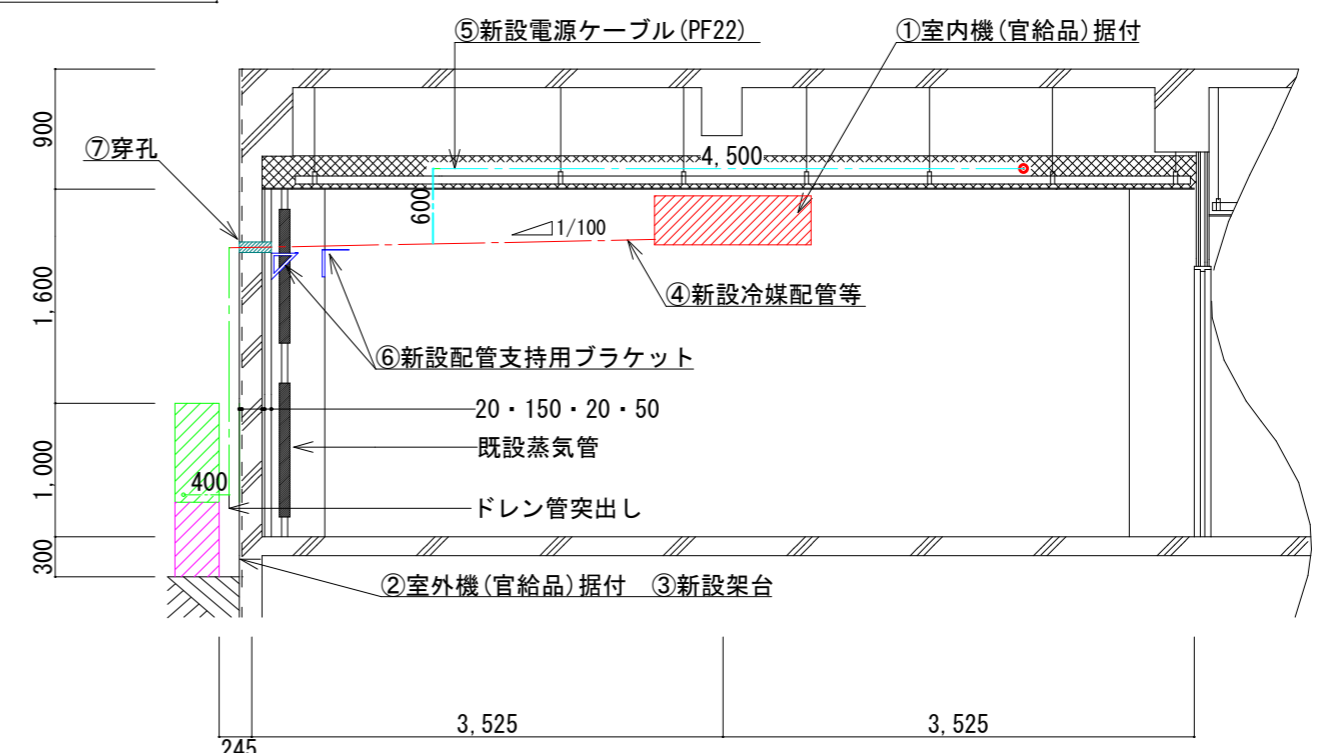 ⑤新設電源ケーブル(PF22)
①室内機(官給品)据付
900
⑦穿孔
4,500
600
1/100
1,600
④新設冷媒配管等
⑥新設配管支持用ブラケット
20・150・20・50
既設蒸気管
1,000
400
ドレン管突出し
300
②室外機(官給品)据付 ③新設架台
3,525
3,525
245